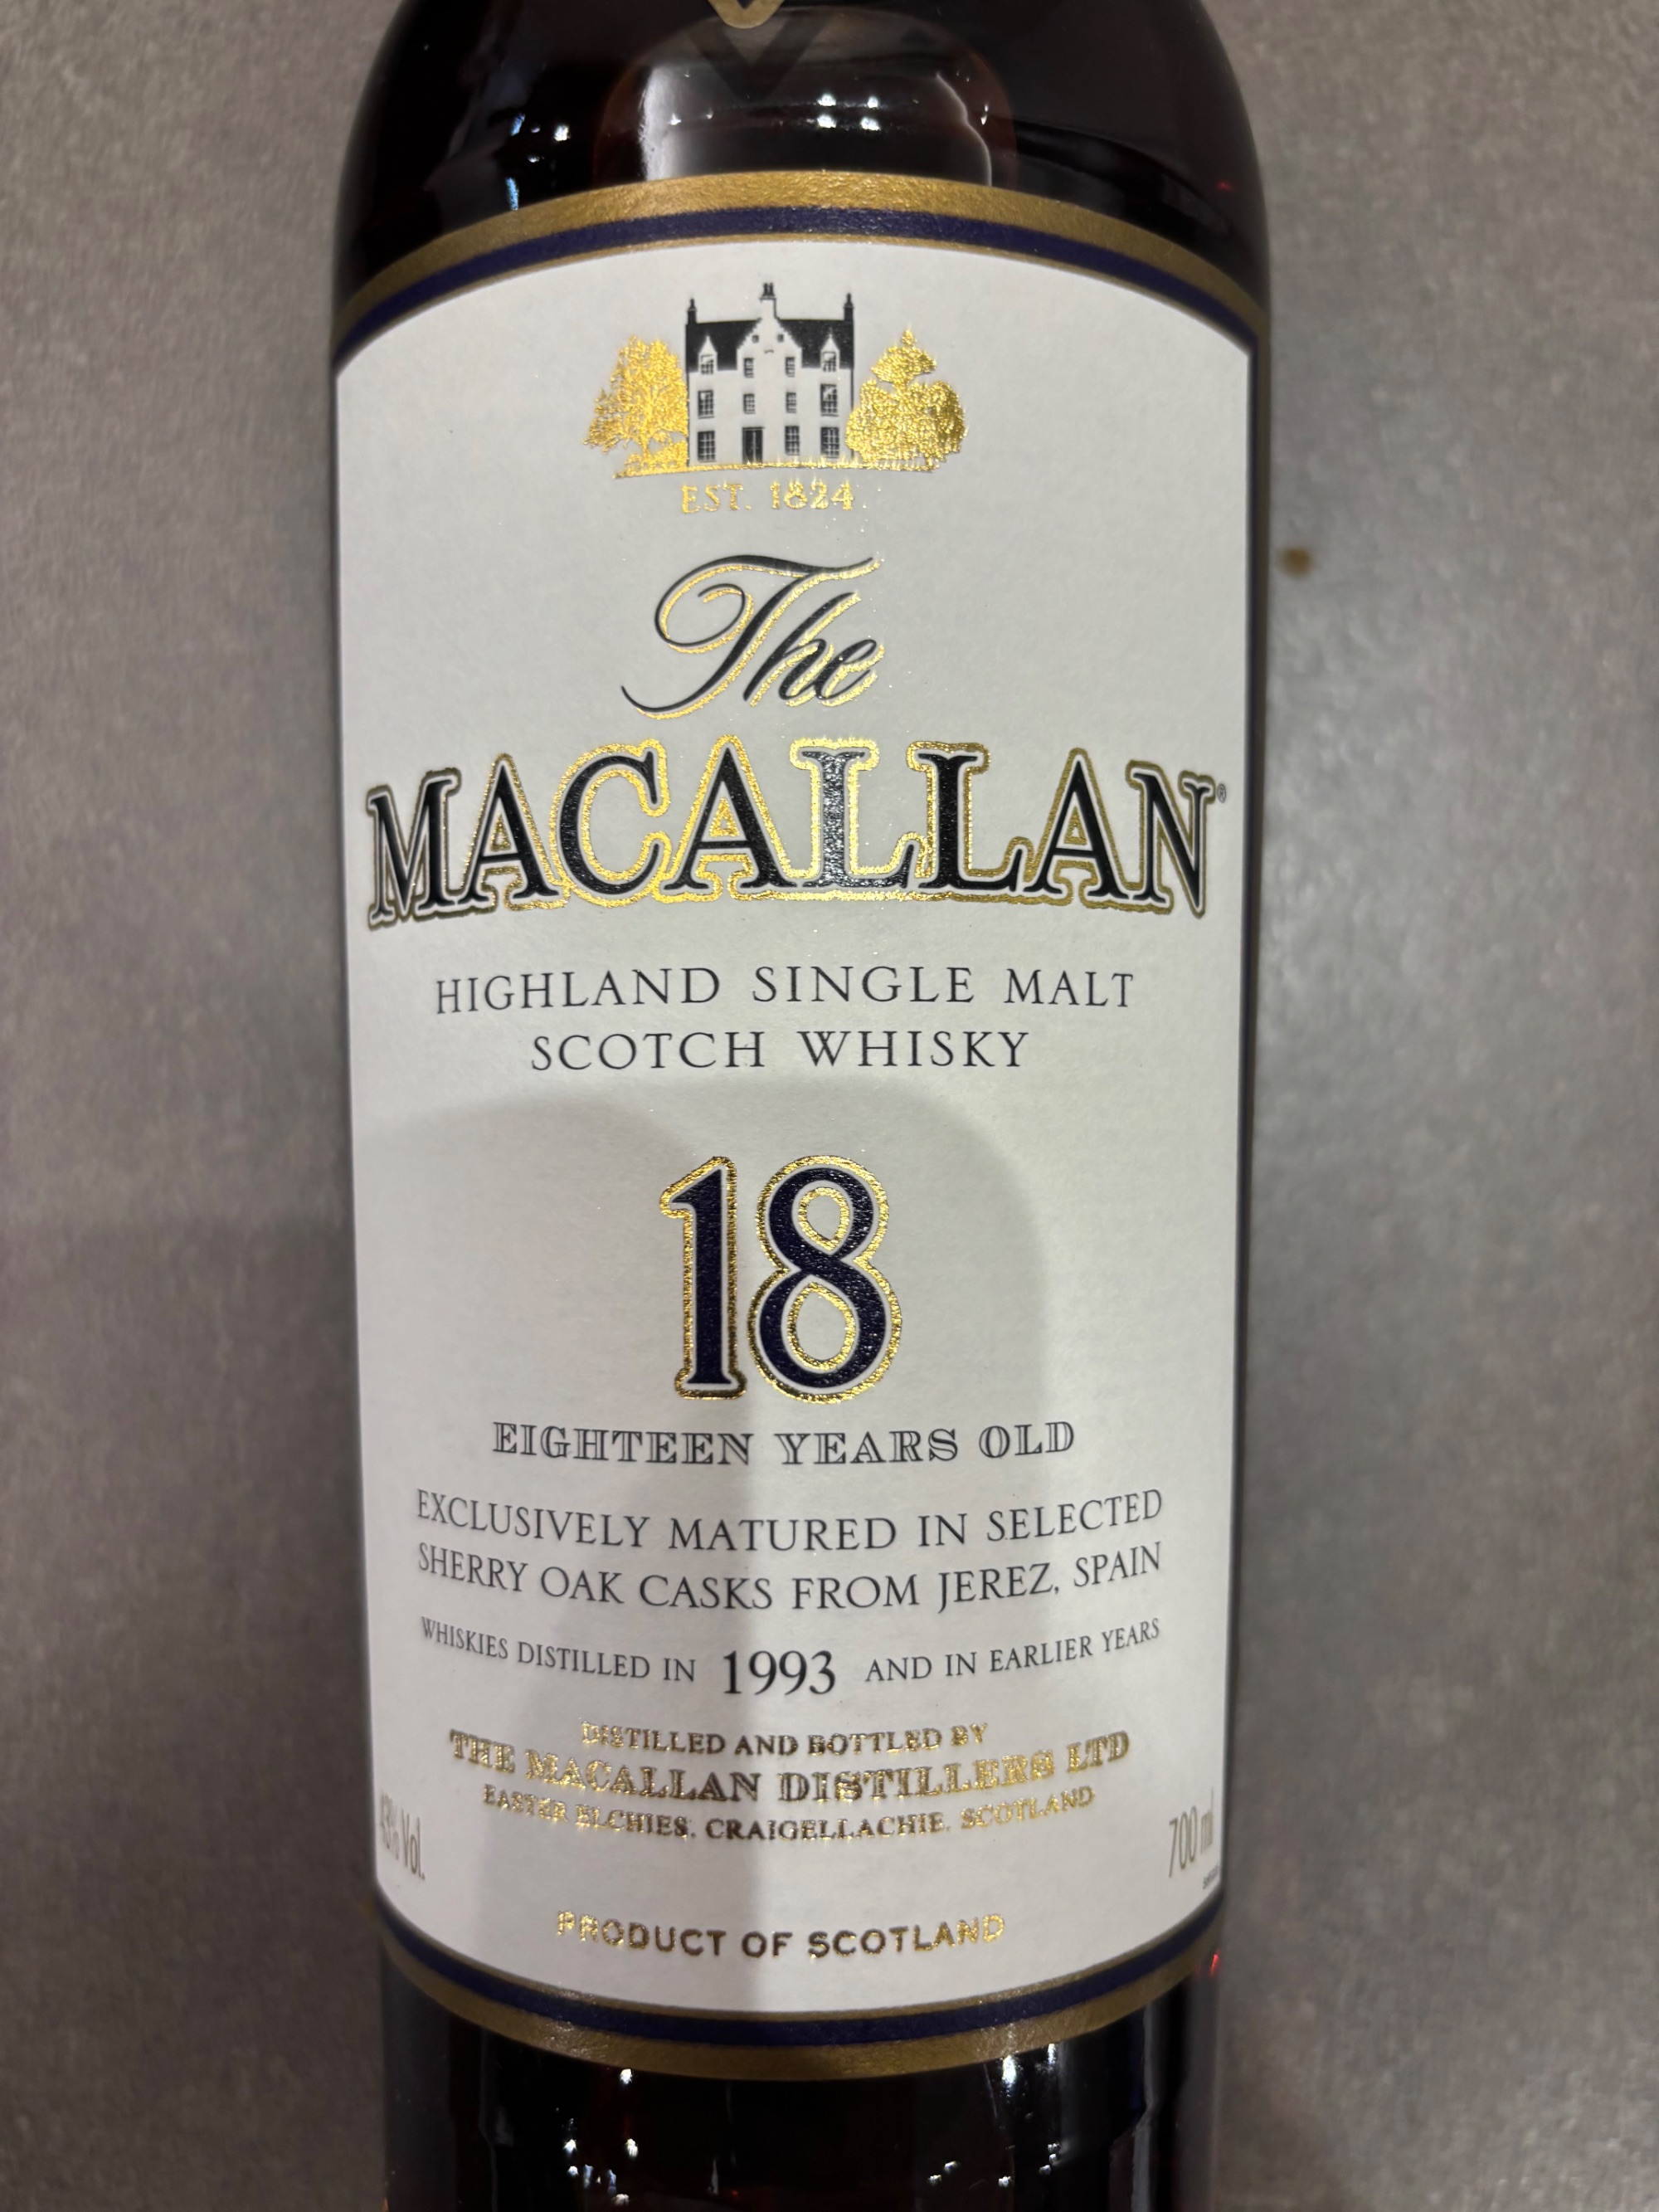 EST. 1824
The
MACALLAN®
HIGHLAND SINGLE MALT
SCOTCH WHISKY
18
EIGHTEEN YEARS OLD
EXCLUSIVELY MATURED IN SELECTED
SHERRY OAK CASKS FROM JEREZ, SPAIN
WHISKIES DISTILLED IN 1993 AND IN EARLIER YEARS
DISTILLED AND BOTTLED BY
THE MACALLAN DISTILLERS LTD
EASTER ELCHIES, CRAIGELLACHIE, SCOTLAND
43% Vol.
700 ml
PRODUCT OF SCOTLAND